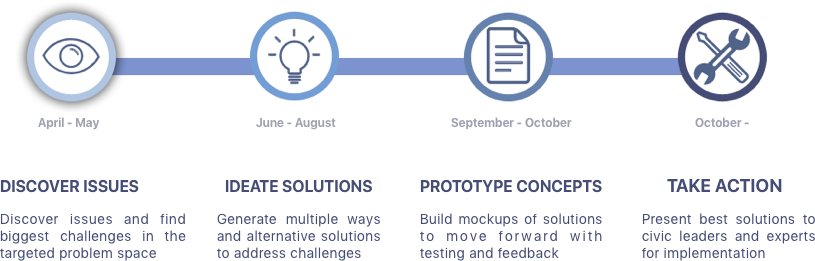 April - May
June - August
September - October
October -
DISCOVER ISSUES
Discover issues and find
biggest challenges in the
targeted problem space
IDEATE SOLUTIONS
Generate multiple ways
and alternative solutions
to address challenges
PROTOTYPE CONCEPTS
Build mockups of solutions
to move forward with
testing and feedback
TAKE ACTION
Present best solutions to
civic leaders and experts
for implementation